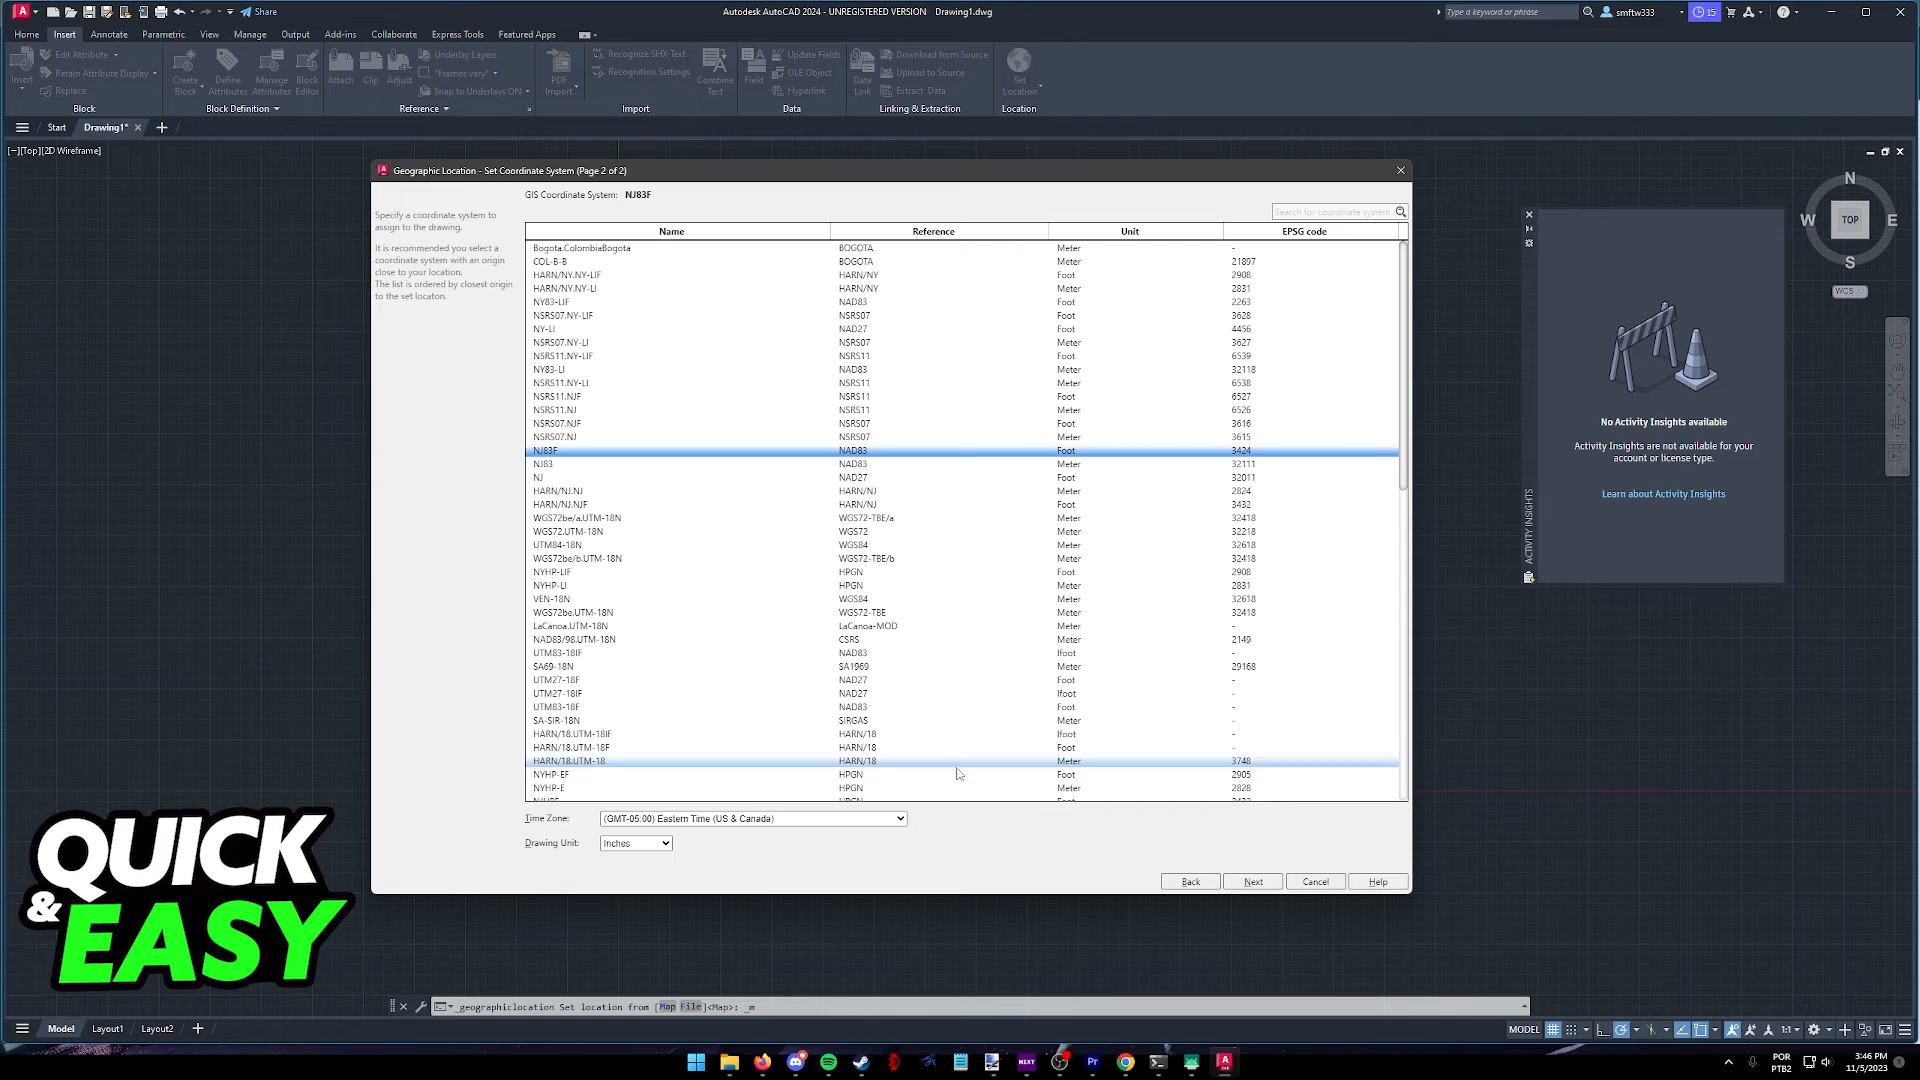 Share
Autodesk AutoCAD 2024 - UNREGISTERED VERSION Drawing1.dwg
Type a keyword or phrase
smftw333
15
Home Insert Annotate Parametric View Manage Output Add-ins Collaborate Express Tools Featured Apps
Insert
Edit Attribute
Retain Attribute Display
Replace
Block
Create Block
Define Attributes
Manage Attributes
Block Editor
Block Definition
Attach
Clip
Adjust
Underlay Layers
*Frames vary*
Snap to Underlays ON
Reference
PDF Import
Recognize SHX Text
Recognition Settings
Combine Text
Import
Field
Update Fields
OLE Object
Hyperlink
Data
Data Link
Download from Source
Upload to Source
Extract Data
Linking & Extraction
Set Location
Location
Start
Drawing1*
[−][Top][2D Wireframe]
Geographic Location - Set Coordinate System (Page 2 of 2)
Specify a coordinate system to
assign to the drawing.
It is recommended you select a
coordinate system with an origin
close to your location.
The list is ordered by closest origin
to the set locaton.
GIS Coordinate System: NJ83F
Search for coordinate system
Name Reference Unit EPSG code
Bogota.ColombiaBogota BOGOTA Meter -
COL-B-B BOGOTA Meter 21897
HARN/NY.NY-LIF HARN/NY Foot 2908
HARN/NY.NY-LI HARN/NY Meter 2831
NY83-LIF NAD83 Foot 2263
NSRS07.NY-LIF NSRS07 Foot 3628
NY-LI NAD27 Foot 4456
NSRS07.NY-LI NSRS07 Meter 3627
NSRS11.NY-LIF NSRS11 Foot 6539
NY83-LI NAD83 Meter 32118
NSRS11.NY-LI NSRS11 Meter 6538
NSRS11.NJF NSRS11 Foot 6527
NSRS11.NJ NSRS11 Meter 6526
NSRS07.NJF NSRS07 Foot 3616
NSRS07.NJ NSRS07 Meter 3615
NJ83F NAD83 Foot 3424
NJ83 NAD83 Meter 32111
NJ NAD27 Foot 32011
HARN/NJ.NJ HARN/NJ Meter 2824
HARN/NJ.NJF HARN/NJ Foot 3432
WGS72be/a.UTM-18N WGS72-TBE/a Meter 32418
WGS72.UTM-18N WGS72 Meter 32218
UTM84-18N WGS84 Meter 32618
WGS72be/b.UTM-18N WGS72-TBE/b Meter 32418
NYHP-LIF HPGN Foot 2908
NYHP-LI HPGN Meter 2831
VEN-18N WGS84 Meter 32618
WGS72be.UTM-18N WGS72-TBE Meter 32418
LaCanoa.UTM-18N LaCanoa-MOD Meter -
NAD83/98.UTM-18N CSRS Meter 2149
UTM83-18IF NAD83 Ifoot -
SA69-18N SA1969 Meter 29168
UTM27-18F NAD27 Foot -
UTM27-18IF NAD27 Ifoot -
UTM83-18F NAD83 Foot -
SA-SIR-18N SIRGAS Meter -
HARN/18.UTM-18IF HARN/18 Ifoot -
HARN/18.UTM-18F HARN/18 Foot -
HARN/18.UTM-18 HARN/18 Meter 3748
NYHP-EF HPGN Foot 2905
NYHP-E HPGN Meter 2828
Time Zone: (GMT-05:00) Eastern Time (US & Canada)
Drawing Unit: Inches
Back Next Cancel Help
N
W TOP E
S
WCS
No Activity Insights available
Activity Insights are not available for your
account or license type.
Learn about Activity Insights
ACTIVITY INSIGHTS
QUICK
& EASY
_geographiclocation Set location from [Map File]<Map>: _m
Model Layout1 Layout2
MODEL
1:1
NZXT
Pr
POR
PTB2
3:46 PM
11/5/2023